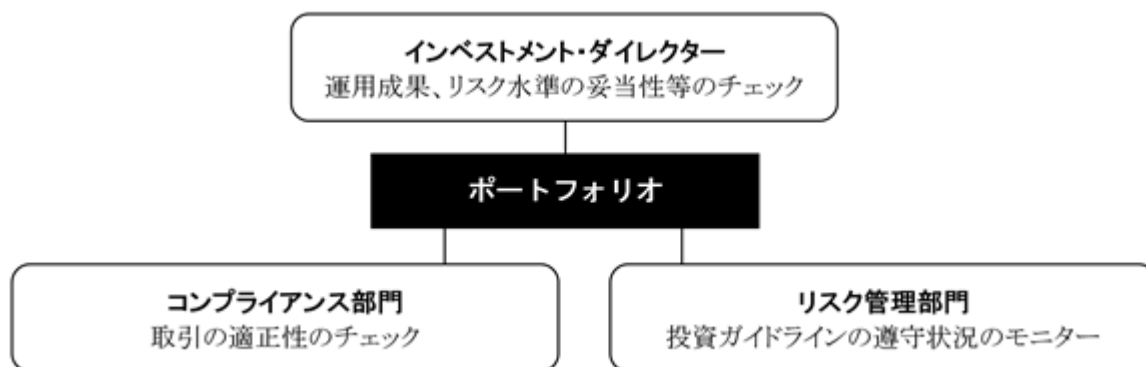 インベストメント・ダイレクター
運用成果、リスク水準の妥当性等のチェック
ポートフォリオ
コンプライアンス部門
取引の適正性のチェック
リスク管理部門
投資ガイドラインの遵守状況のモニター